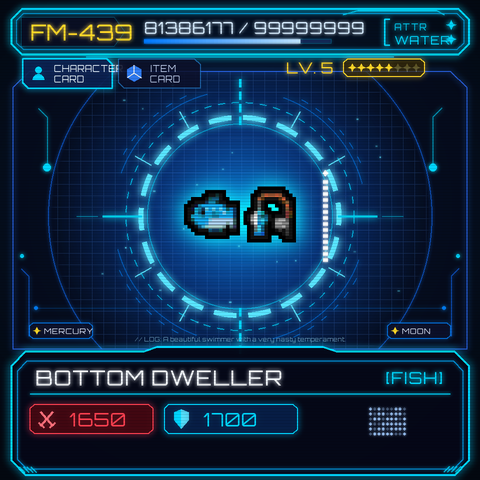 FM-439
81386177 / 99999999
ATTR
WATER
CHARACTER
CARD
ITEM
CARD
LV. 5
MERCURY
MOON
// LOG: A beautiful swimmer with a very nasty temperament.
BOTTOM DWELLER
[FISH]
1650
1700